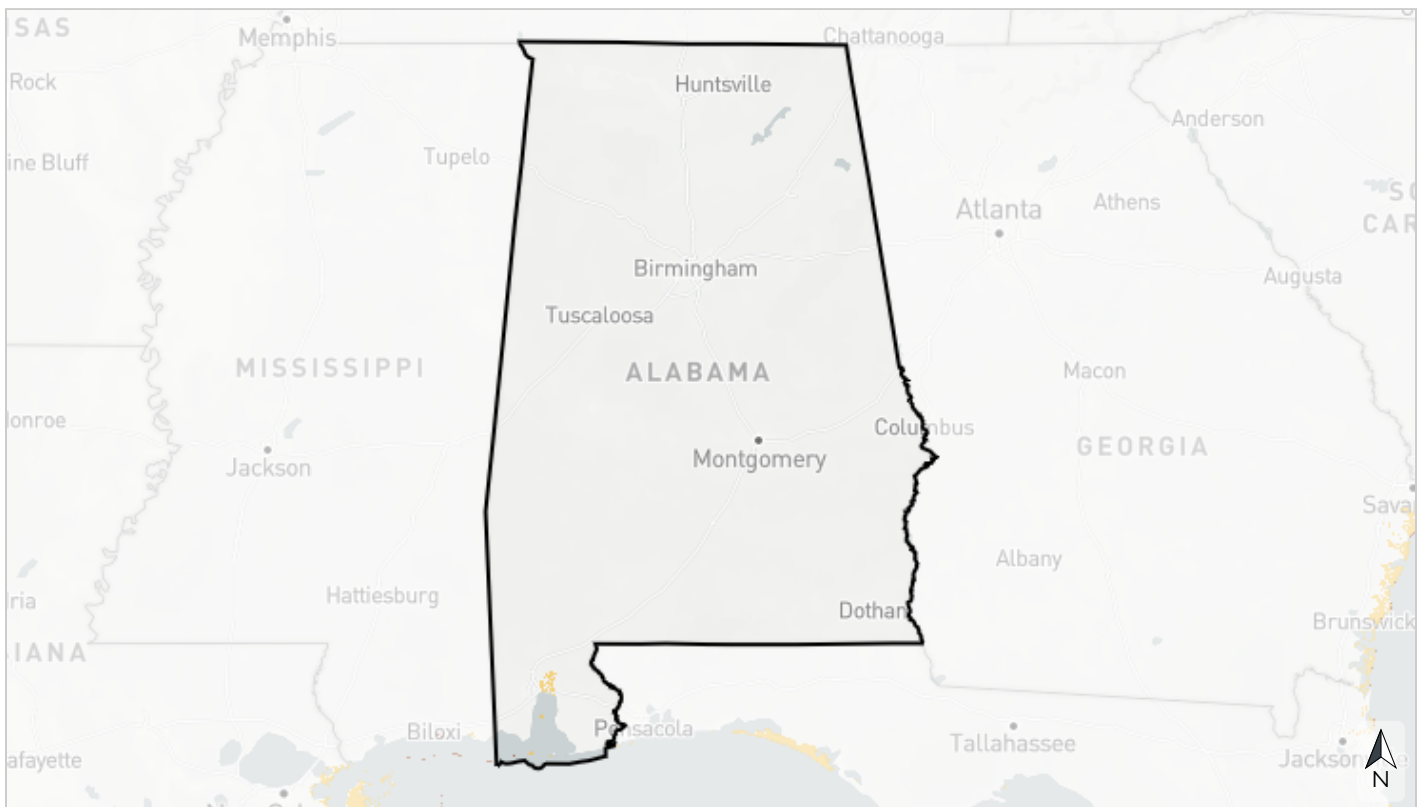 SAS
Memphis
Chattanooga
Rock
Huntsville
Anderson
ine Bluff
Tupelo
SO
CAR
Atlanta
Athens
Birmingham
Augusta
Tuscaloosa
MISSISSIPPI
ALABAMA
Macon
onroe
Columbus
GEORGIA
Jackson
Montgomery
Sava
Albany
ria
Hattiesburg
Dothan
Brunswick
IANA
Biloxi
Pensacola
Tallahassee
afayette
Jacksonville
N